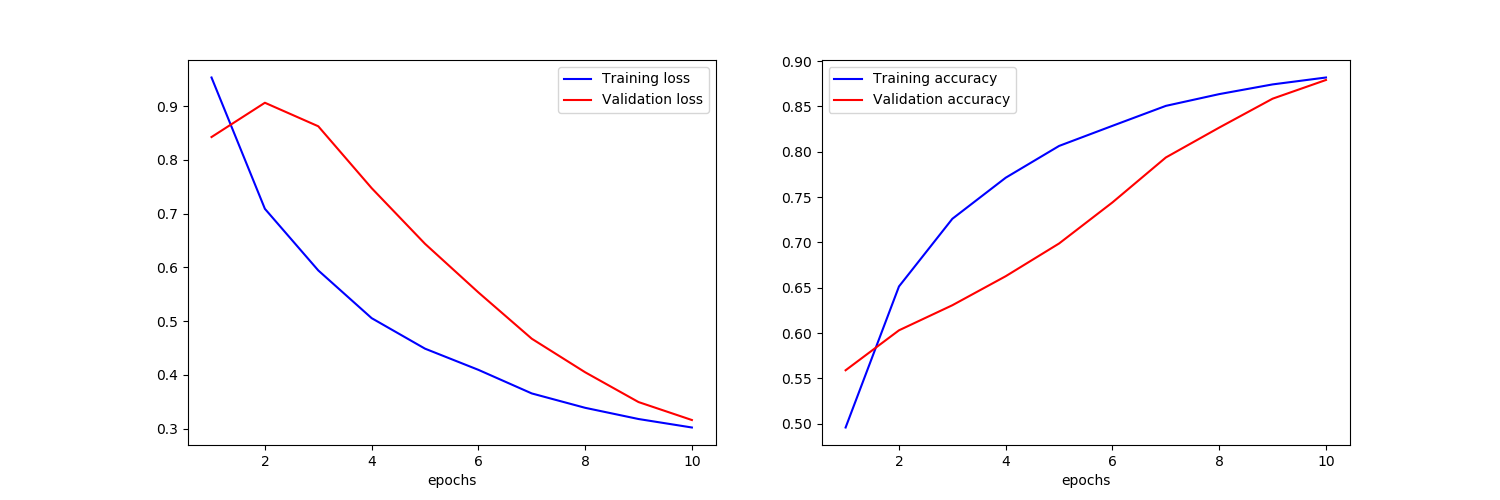 Training loss
Validation loss
0.9
0.8
0.7
0.6
0.5
0.4
0.3
2 4 6 8 10
epochs
Training accuracy
Validation accuracy
0.90
0.85
0.80
0.75
0.70
0.65
0.60
0.55
0.50
2 4 6 8 10
epochs